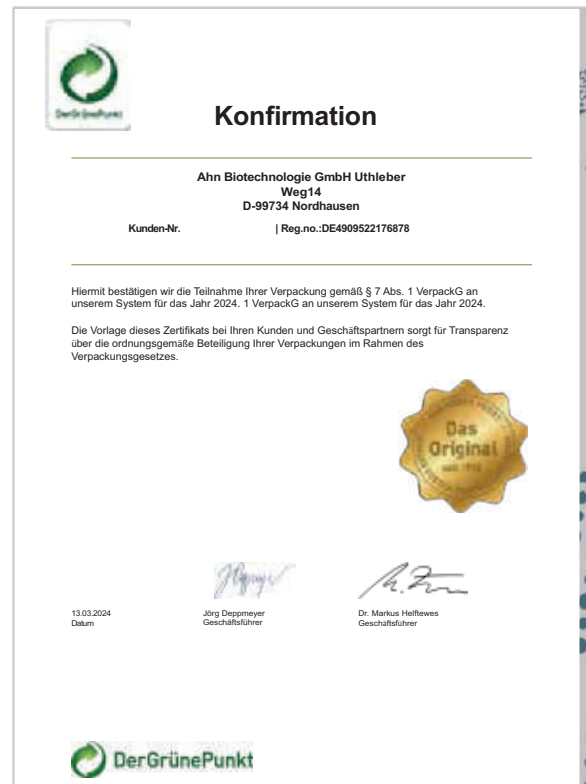 DerGrünePunkt
Konfirmation
Ahn Biotechnologie GmbH Uthleber
Weg14
D-99734 Nordhausen
Kunden-Nr. | Reg.no.:DE4909522176878
Hiermit bestätigen wir die Teilnahme Ihrer Verpackung gemäß § 7 Abs. 1 VerpackG an
unserem System für das Jahr 2024. 1 VerpackG an unserem System für das Jahr 2024.
Die Vorlage dieses Zertifikats bei Ihren Kunden und Geschäftspartnern sorgt für Transparenz
über die ordnungsgemäße Beteiligung Ihrer Verpackungen im Rahmen des
Verpackungsgesetzes.
Das
Original
13.03.2024
Datum
Jörg Deppmeyer
Geschäftsführer
Dr. Markus Helftewes
Geschäftsführer
DerGrünePunkt